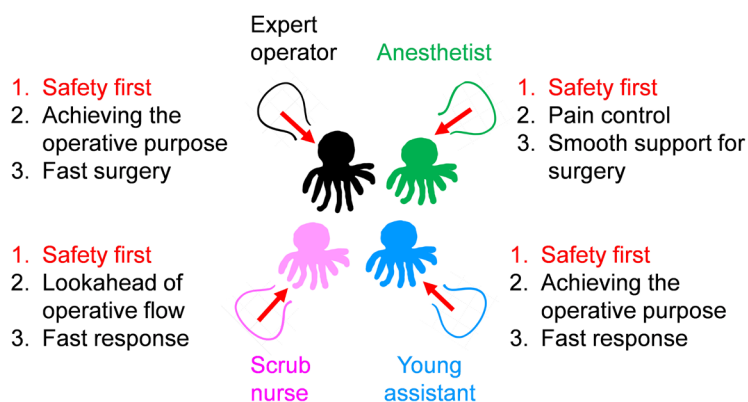 Expert
operator
Anesthetist
1. Safety first
2. Achieving the
operative purpose
3. Fast surgery
1. Safety first
2. Pain control
3. Smooth support for
surgery
1. Safety first
2. Lookahead of
operative flow
3. Fast response
1. Safety first
2. Achieving the
operative purpose
3. Fast response
Scrub
nurse
Young
assistant